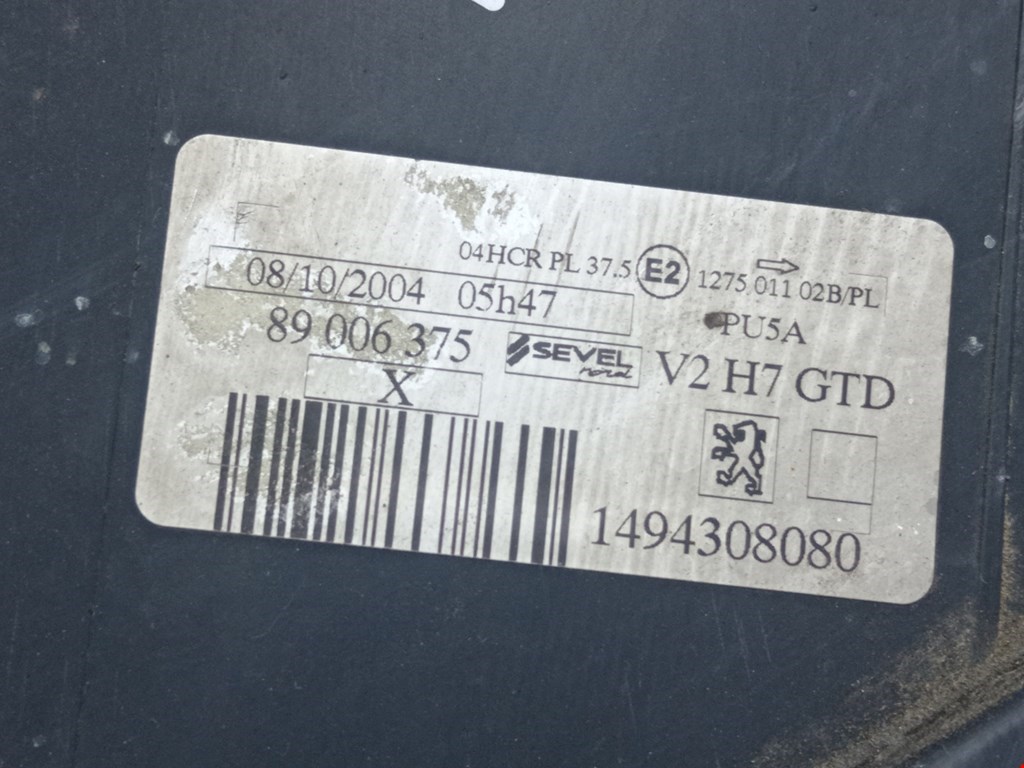 04HCR PL 37.5 E2 1275 011 02B/PL
08/10/2004 05h47
PU5A
89 006 375 SEVEL nord V2 H7 GTD
X
1494308080